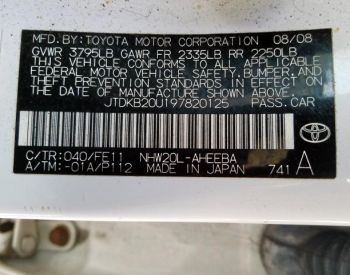 MFD.BY:TOYOTA MOTOR CORPORATION 08/08
GVWR 3795LB GAWR FR 2335LB RR 2250LB
THIS VEHICLE CONFORMS TO ALL APPLICABLE
FEDERAL MOTOR VEHICLE SAFETY, BUMPER, AND
THEFT PREVENTION STANDARDS IN EFFECT ON
THE DATE OF MANUFACTURE SHOWN ABOVE.
JTDKB20U197820125 PASS.CAR
C/TR:040/FE11 NHW20L-AHEEBA
A/TM:-01A/P112 MADE IN JAPAN 741 A
TOYOTA